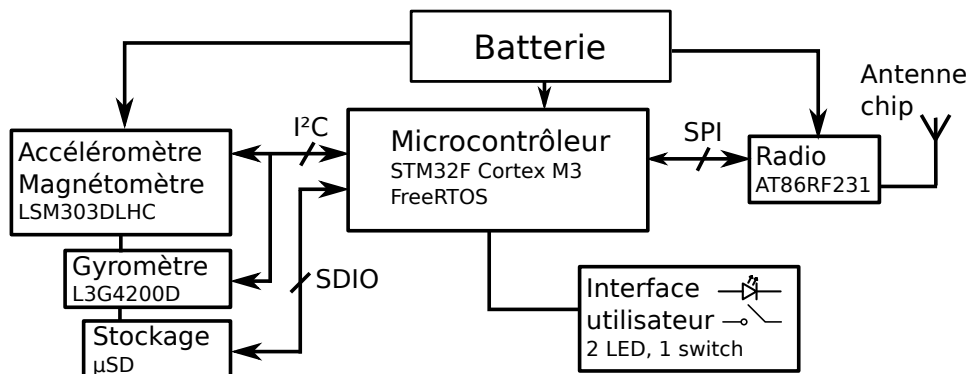 Batterie
Antenne
chip
I²C
SPI
Accéléromètre
Magnétomètre
LSM303DLHC
Microcontrôleur
STM32F Cortex M3
FreeRTOS
Radio
AT86RF231
Gyromètre
L3G4200D
SDIO
Interface
utilisateur
2 LED, 1 switch
Stockage
µSD